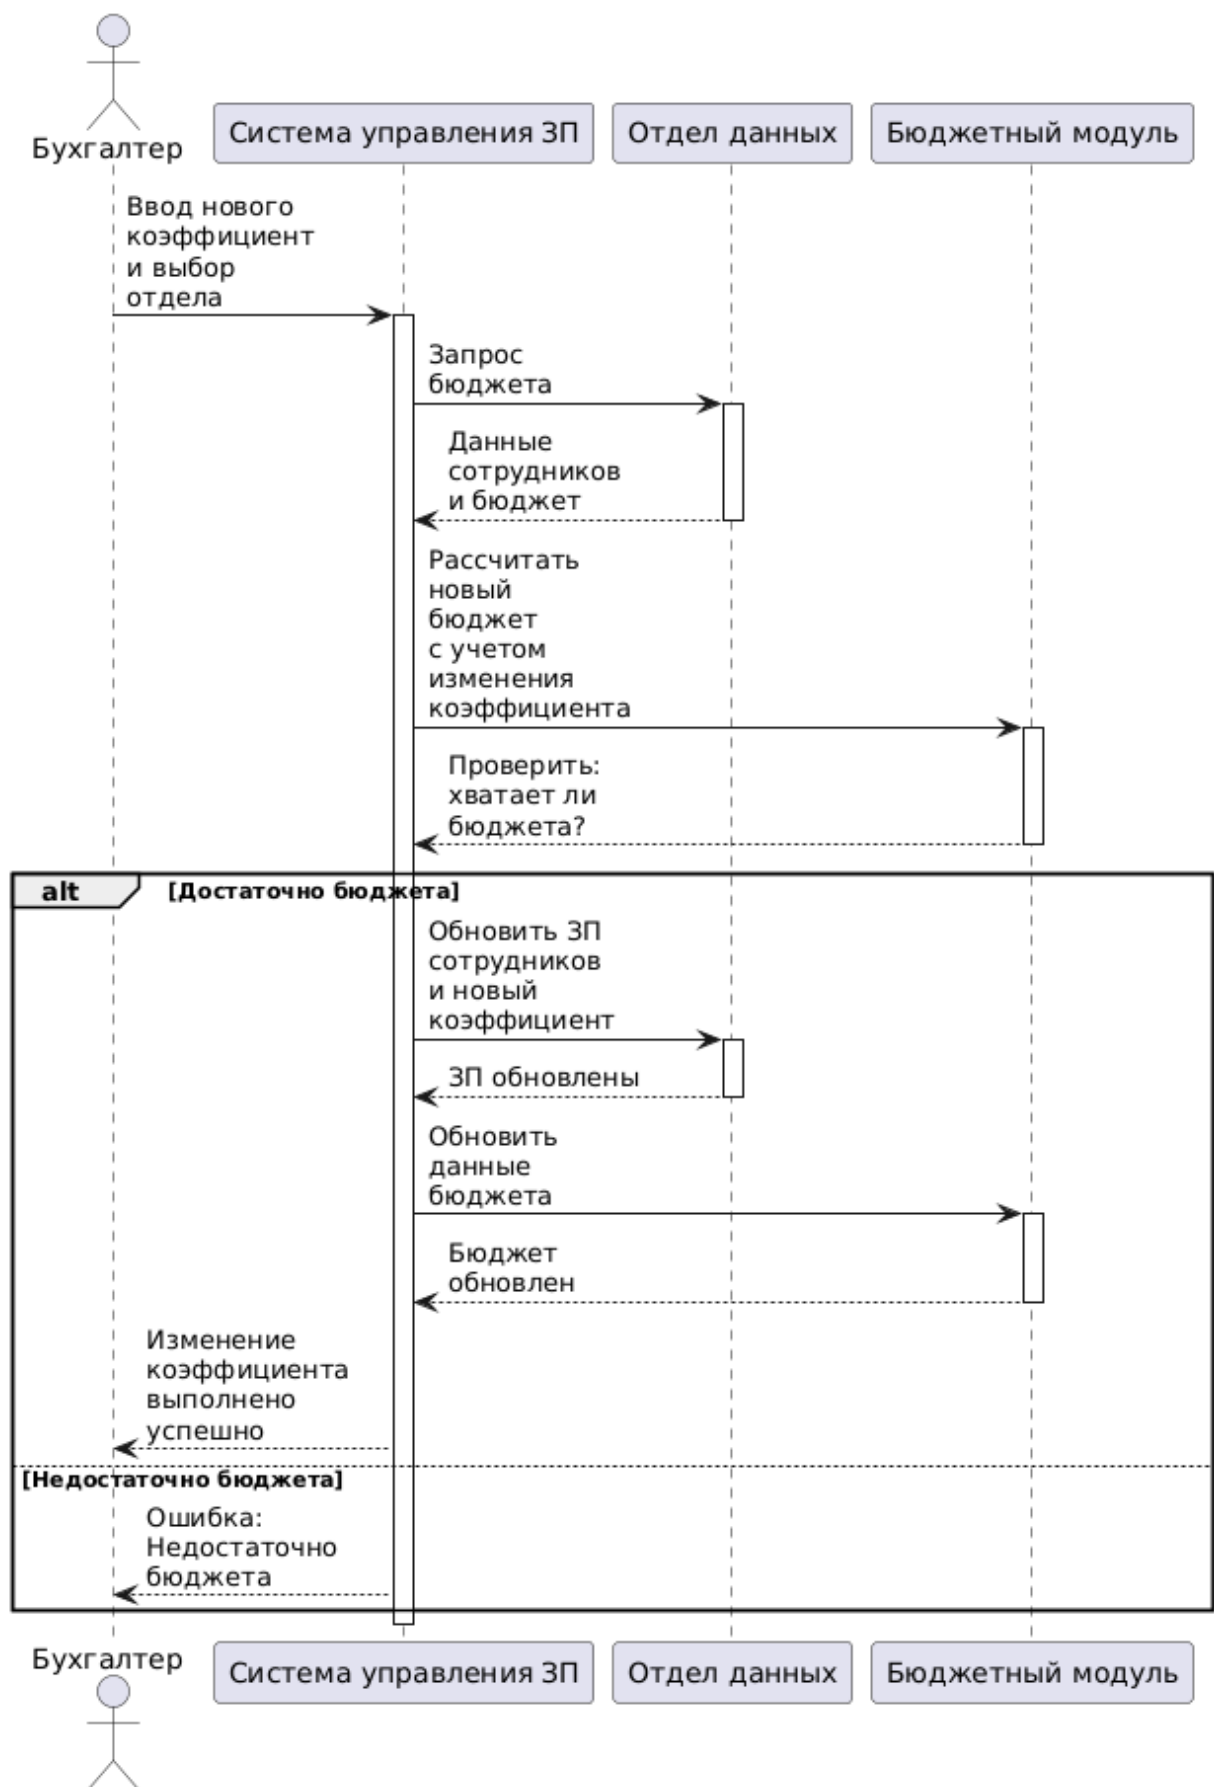 Бухгалтер
Система управления ЗП
Отдел данных
Бюджетный модуль
Ввод нового
коэффициент
и выбор
отдела
Запрос
бюджета
Данные
сотрудников
и бюджет
Рассчитать
новый
бюджет
с учетом
изменения
коэффициента
Проверить:
хватает ли
бюджета?
alt
[Достаточно бюджета]
Обновить ЗП
сотрудников
и новый
коэффициент
ЗП обновлены
Обновить
данные
бюджета
Бюджет
обновлен
Изменение
коэффициента
выполнено
успешно
[Недостаточно бюджета]
Ошибка:
Недостаточно
бюджета
Бухгалтер
Система управления ЗП
Отдел данных
Бюджетный модуль